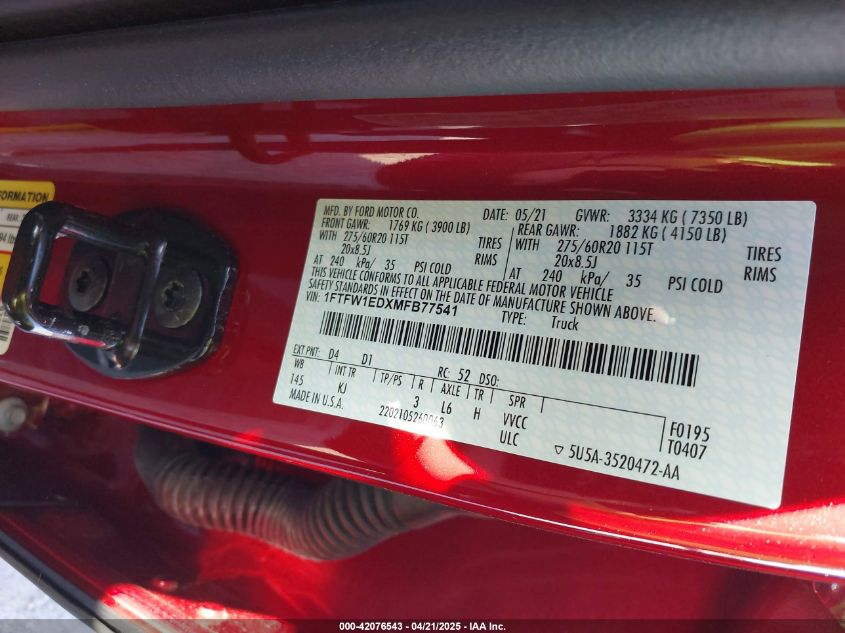 FORMATION
REAR
MFD. BY FORD MOTOR CO. DATE: 05/21 GVWR: 3334 KG ( 7350 LB)
FRONT GAWR: 1769 KG ( 3900 LB) REAR GAWR: 1882 KG ( 4150 LB)
WITH 275/60R20 115T TIRES WITH 275/60R20 115T TIRES
20x8.5J RIMS 20x8.5J RIMS
AT 240 kPa/ 35 PSI COLD AT 240 kPa/ 35 PSI COLD
THIS VEHICLE CONFORMS TO ALL APPLICABLE FEDERAL MOTOR VEHICLE
SAFETY STANDARDS IN EFFECT ON THE DATE OF MANUFACTURE SHOWN ABOVE.
VIN: 1FTFW1EDXMFB77541 TYPE: Truck
EXT PNT: D4 D1 RC: 52 DSO:
WB INT TR TP/PS R AXLE TR SPR
145 KJ 3 L6 H VVCC F0195
MADE IN U.S.A. 2202105260063 ULC T0407
5U5A-3520472-AA
000-42076543 - 04/21/2025 - IAA Inc.